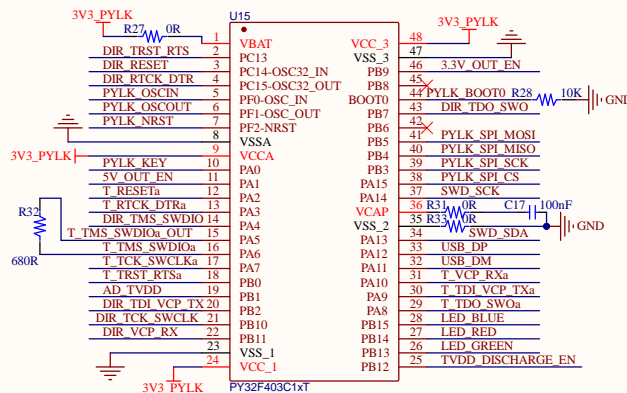 3V3_PYLK
R27 0R
U15
3V3_PYLK
1 VBAT
DIR_TRST_RTS 2 PC13
DIR_RESET 3 PC14-OSC32_IN
DIR_RTCK_DTR 4 PC15-OSC32_OUT
PYLK_OSCIN 5 PF0-OSC_IN
PYLK_OSCOUT 6 PF1-OSC_OUT
PYLK_NRST 7 PF2-NRST
8 VSSA
3V3_PYLK 9 VCCA
PYLK_KEY 10 PA0
5V_OUT_EN 11 PA1
T_RESETa 12 PA2
T_RTCK_DTRa 13 PA3
DIR_TMS_SWDIO 14 PA4
R32
T_TMS_SWDIOa_OUT 15 PA5
T_TMS_SWDIOa 16 PA6
680R
T_TCK_SWCLKa 17 PA7
T_TRST_RTSa 18 PB0
AD_TVDD 19 PB1
DIR_TDI_VCP_TX 20 PB2
DIR_TCK_SWCLK 21 PB10
DIR_VCP_RX 22 PB11
23 VSS_1
24 VCC_1
3V3_PYLK
VCC_3 48
VSS_3 47
PB9 46 3.3V_OUT_EN
PB8 45
BOOT0 44 PYLK_BOOT0 R28 10K GND
PB7 43 DIR_TDO_SWO
PB6 42
PB5 41 PYLK_SPI_MOSI
PB4 40 PYLK_SPI_MISO
PB3 39 PYLK_SPI_SCK
PA15 38 PYLK_SPI_CS
PA14 37 SWD_SCK
VCAP 36 R31 0R C17 100nF
VSS_2 35 R33 0R GND
PA13 34 SWD_SDA
PA12 33 USB_DP
PA11 32 USB_DM
PA10 31 T_VCP_RXa
PA9 30 T_TDI_VCP_TXa
PA8 29 T_TDO_SWOa
PB15 28 LED_BLUE
PB14 27 LED_RED
PB13 26 LED_GREEN
PB12 25 TVDD_DISCHARGE_EN
PY32F403C1xT